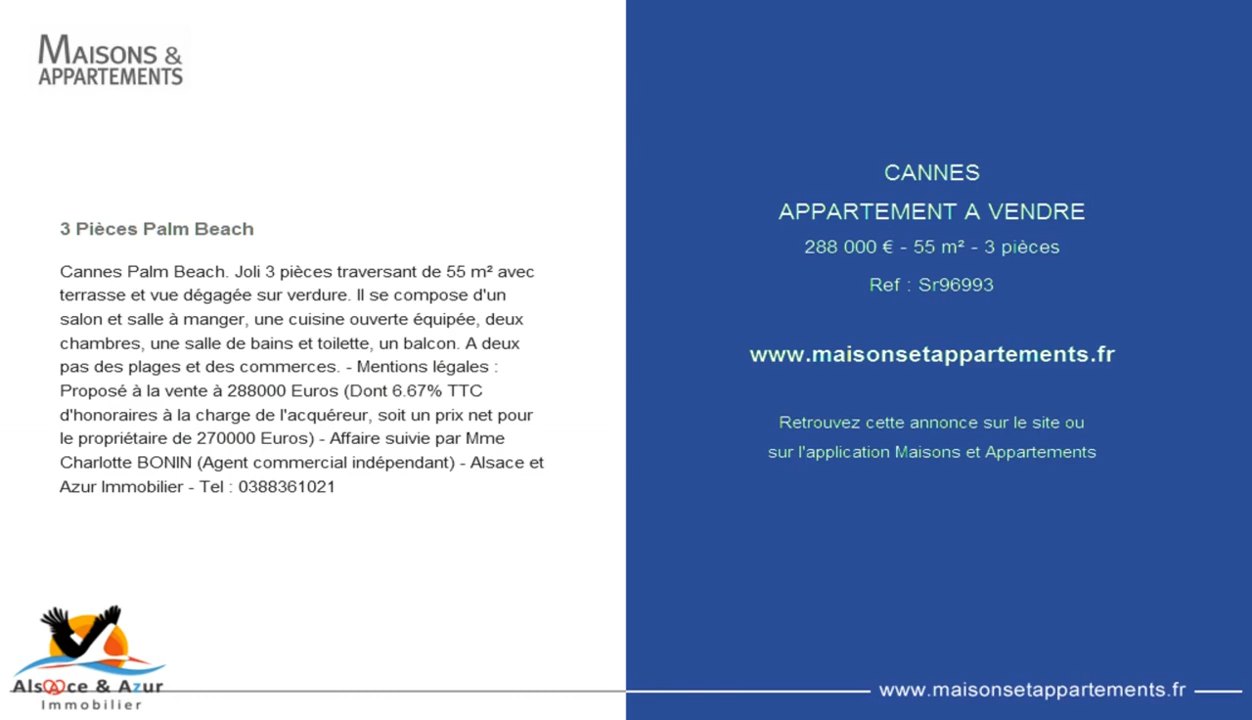 MAISONS &
APPARTEMENTS
3 Pièces Palm Beach
Cannes Palm Beach. Joli 3 pièces traversant de 55 m² avec
terrasse et vue dégagée sur verdure. Il se compose d'un
salon et salle à manger, une cuisine ouverte équipée, deux
chambres, une salle de bains et toilette, un balcon. A deux
pas des plages et des commerces. - Mentions légales :
Proposé à la vente à 288000 Euros (Dont 6.67% TTC
d'honoraires à la charge de l'acquéreur, soit un prix net pour
le propriétaire de 270000 Euros) - Affaire suivie par Mme
Charlotte BONIN (Agent commercial indépendant) - Alsace et
Azur Immobilier - Tel : 0388361021
Alsace & Azur
Immobilier
CANNES
APPARTEMENT A VENDRE
288 000 € - 55 m² - 3 pièces
Ref : Sr96993
www.maisonsetappartements.fr
Retrouvez cette annonce sur le site ou
sur l'application Maisons et Appartements
www.maisonsetappartements.fr